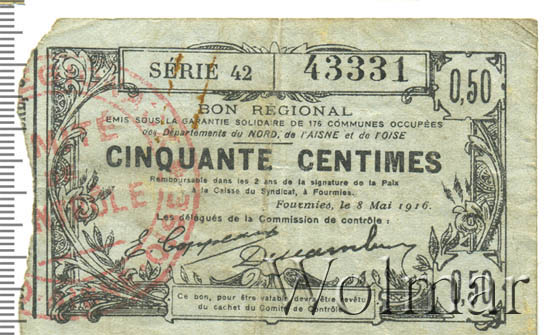 SÉRIE 42
43331
0,50
BON RÉGIONAL
ÉMIS SOUS LA GARANTIE SOLIDAIRE DE 175 COMMUNES OCCUPÉES
des Départements du NORD, de l'AISNE et de l'OISE
CINQUANTE CENTIMES
Remboursable dans les 2 ans de la signature de la Paix
à la Caisse du Syndicat, à Fourmies.
Fourmies, le 8 Mai 1916.
Les délégués de la Commission de contrôle :
0,50
Ce bon, pour être valable devra être revêtu
du cachet du Comité de Contrôle
Wolmar